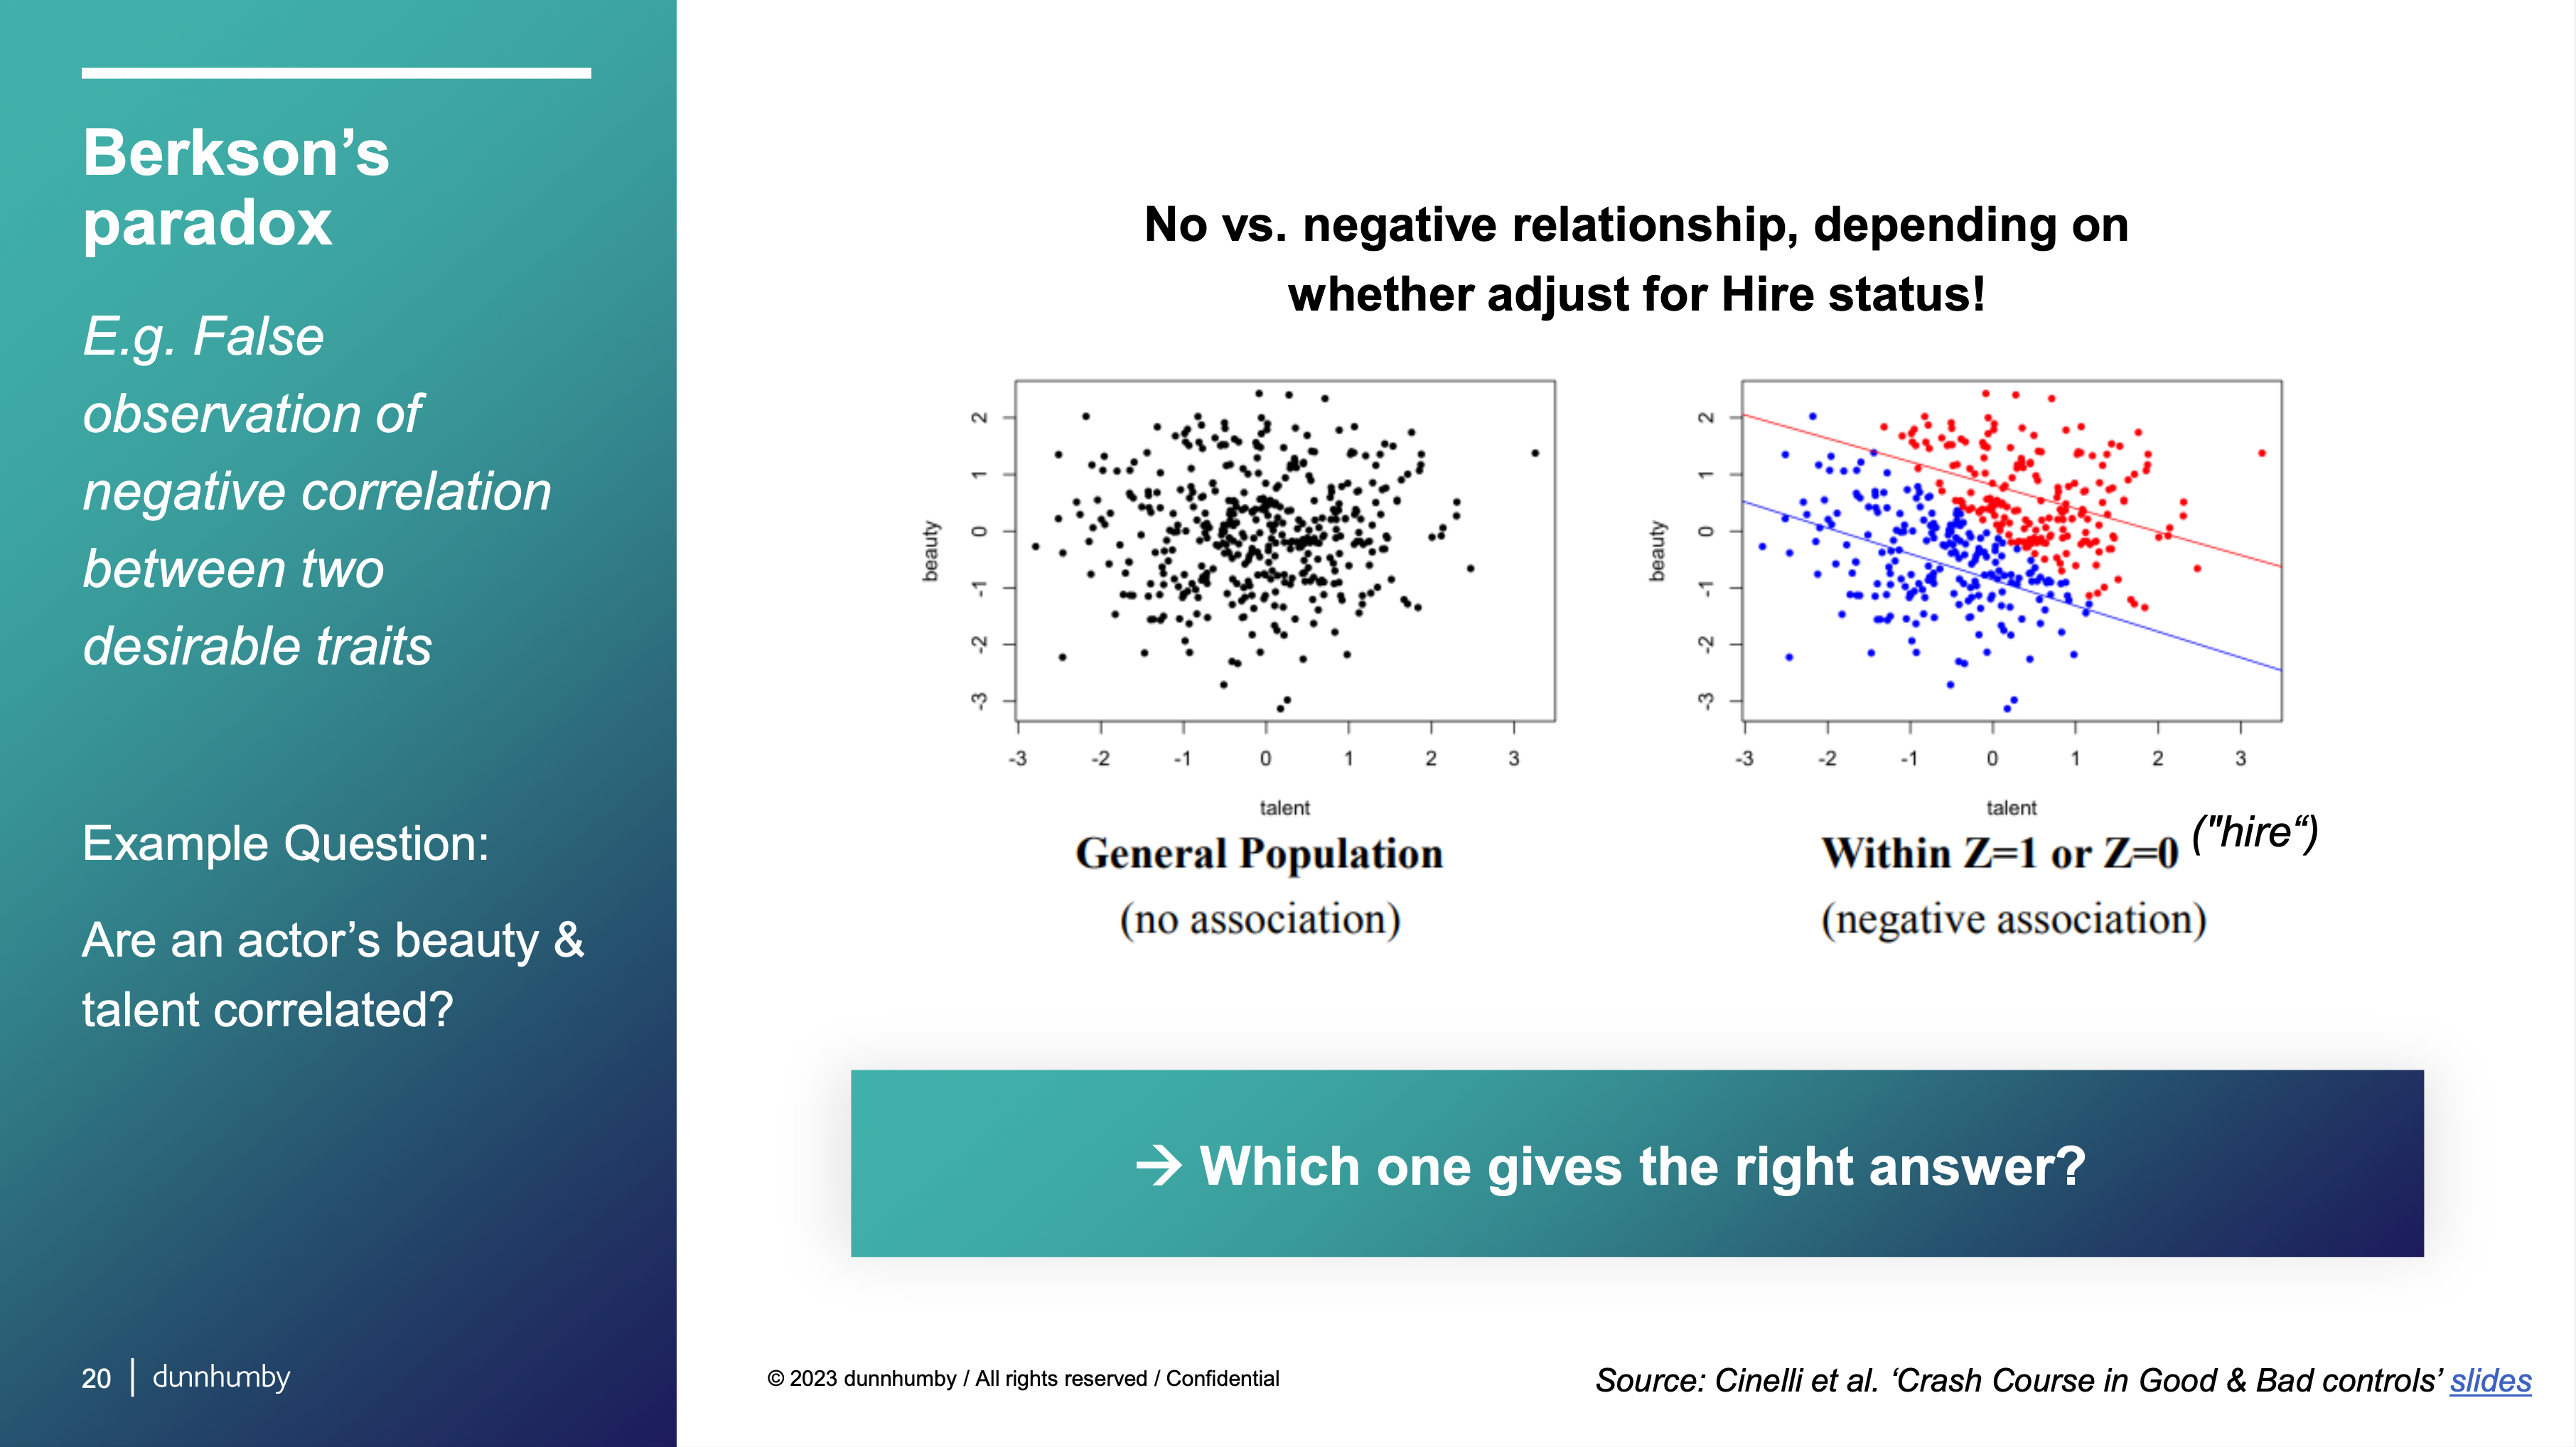 Berkson’s
paradox
E.g. False
observation of
negative correlation
between two
desirable traits
Example Question:
Are an actor’s beauty &
talent correlated?
20 | dunnhumby
No vs. negative relationship, depending on
whether adjust for Hire status!
2
1
0
-1
-2
-3
beauty
-3 -2 -1 0 1 2 3
talent
General Population
(no association)
2
1
0
-1
-2
-3
beauty
-3 -2 -1 0 1 2 3
talent
Within Z=1 or Z=0 ("hire“)
(negative association)
→ Which one gives the right answer?
© 2023 dunnhumby / All rights reserved / Confidential
Source: Cinelli et al. ‘Crash Course in Good & Bad controls’ slides